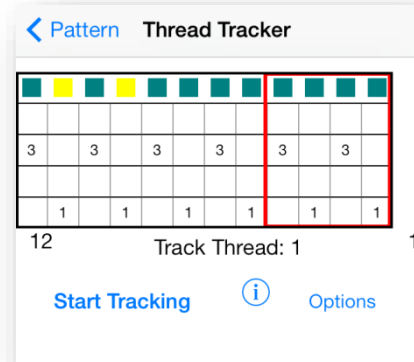 Pattern Thread Tracker
3 3 3 3 3 3
1 1 1 1 1 1
12
Track Thread: 1
Start Tracking i Options